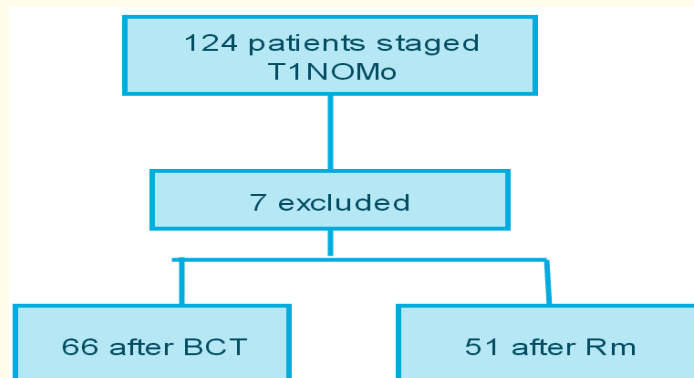 124 patients staged
T1NOMo
7 excluded
66 after BCT
51 after Rm